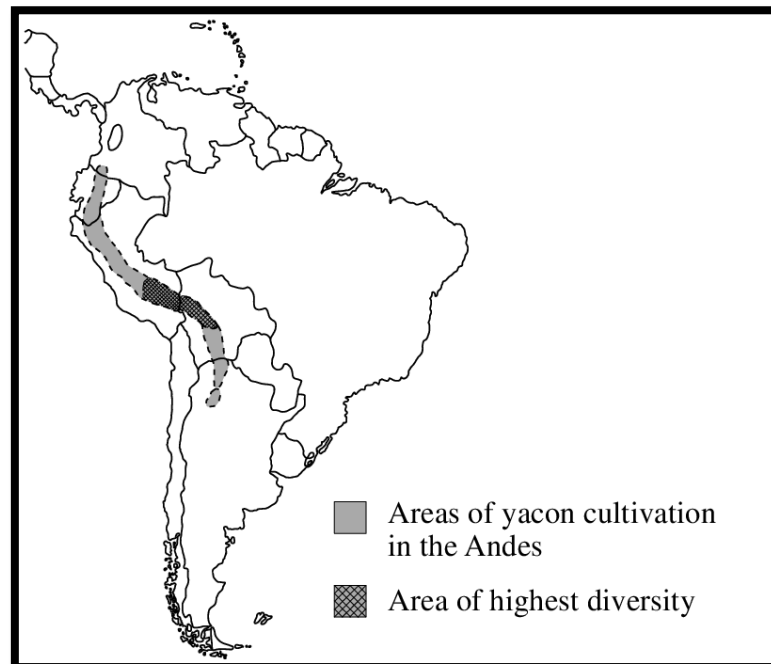 Areas of yacon cultivation
in the Andes
Area of highest diversity